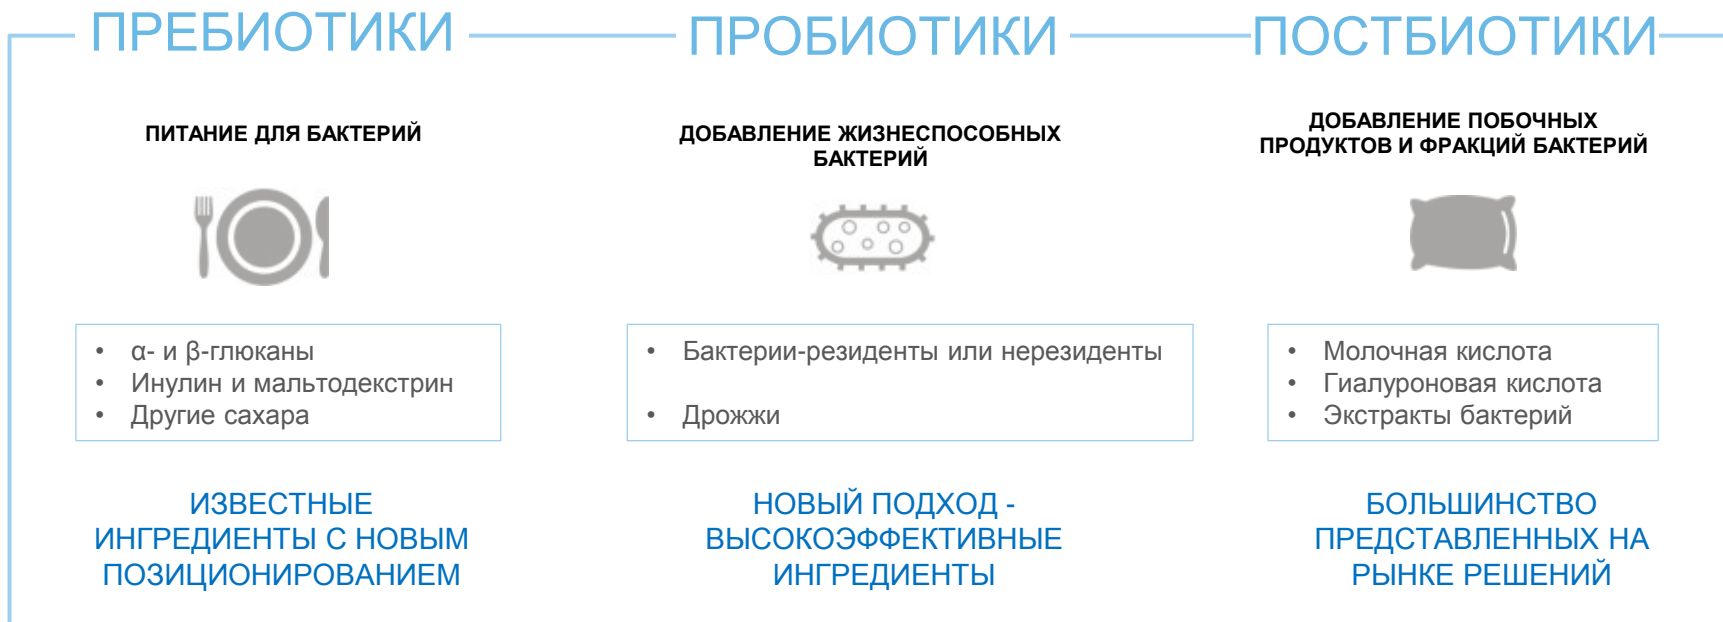 ПРЕБИОТИКИ
ПИТАНИЕ ДЛЯ БАКТЕРИЙ
• α- и β-глюканы
• Инулин и мальтодекстрин
• Другие сахара
ИЗВЕСТНЫЕ
ИНГРЕДИЕНТЫ С НОВЫМ
ПОЗИЦИОНИРОВАНИЕМ
ПРОБИОТИКИ
ДОБАВЛЕНИЕ ЖИЗНЕСПОСОБНЫХ
БАКТЕРИЙ
• Бактерии-резиденты или нерезиденты
• Дрожжи
НОВЫЙ ПОДХОД -
ВЫСОКОЭФФЕКТИВНЫЕ
ИНГРЕДИЕНТЫ
ПОСТБИОТИКИ
ДОБАВЛЕНИЕ ПОБОЧНЫХ
ПРОДУКТОВ И ФРАКЦИЙ БАКТЕРИЙ
• Молочная кислота
• Гиалуроновая кислота
• Экстракты бактерий
БОЛЬШИНСТВО
ПРЕДСТАВЛЕННЫХ НА
РЫНКЕ РЕШЕНИЙ